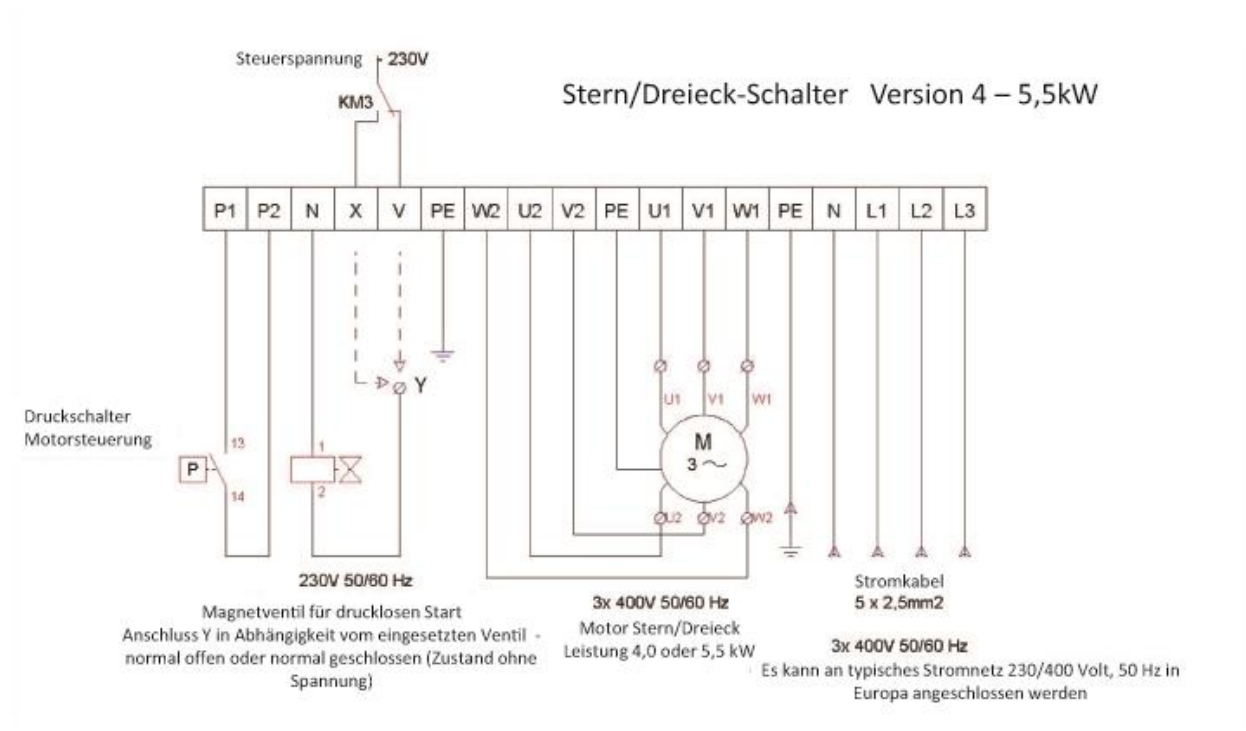 Steuerspannung 230V
Stern/Dreieck-Schalter Version 4 – 5,5kW
KM3
P1 P2 N X V PE W2 U2 V2 PE U1 V1 W1 PE N L1 L2 L3
Y
U1 V1 W1
Druckschalter
Motorsteuerung
13
P
14
1
2
M
3 ~
U2 V2 W2
230V 50/60 Hz
Magnetventil für drucklosen Start
Anschluss Y in Abhängigkeit vom eingesetzten Ventil -
normal offen oder normal geschlossen (Zustand ohne
Spannung)
3x 400V 50/60 Hz
Motor Stern/Dreieck
Leistung 4,0 oder 5,5 kW
Stromkabel
5 x 2,5mm2
3x 400V 50/60 Hz
Es kann an typisches Stromnetz 230/400 Volt, 50 Hz in
Europa angeschlossen werden